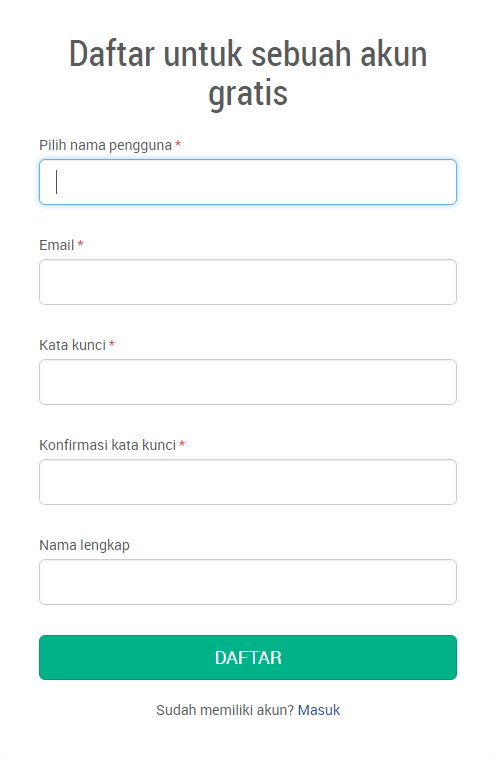 Daftar untuk sebuah akun
gratis
Pilih nama pengguna *
Email *
Kata kunci *
Konfirmasi kata kunci *
Nama lengkap
DAFTAR
Sudah memiliki akun? Masuk